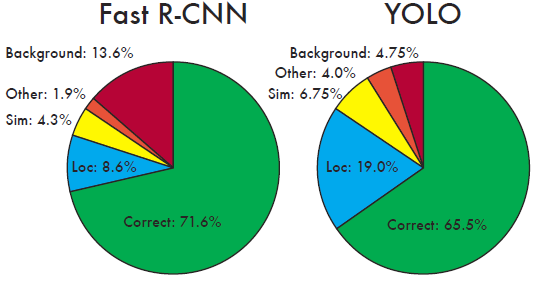 Fast R-CNN
Background: 13.6%
Other: 1.9%
Sim: 4.3%
Loc: 8.6%
Correct: 71.6%
YOLO
Background: 4.75%
Other: 4.0%
Sim: 6.75%
Loc: 19.0%
Correct: 65.5%